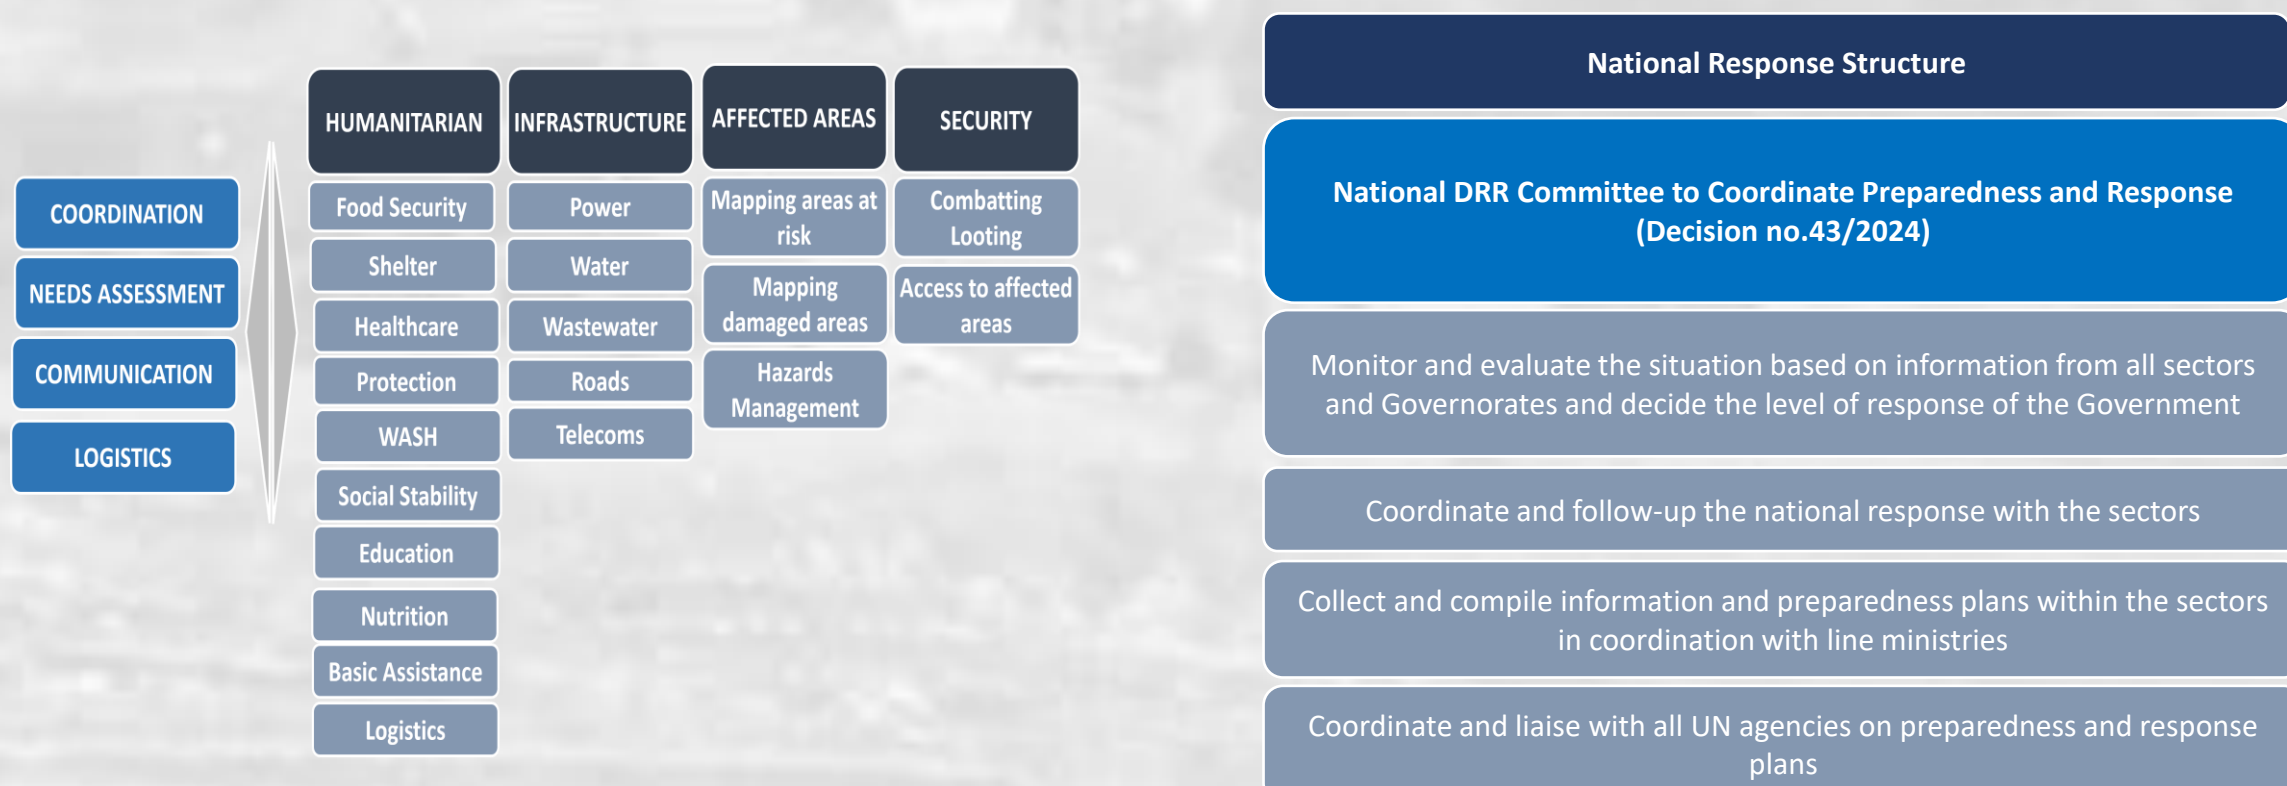 COORDINATION
NEEDS ASSESSMENT
COMMUNICATION
LOGISTICS
HUMANITARIAN
Food Security
Shelter
Healthcare
Protection
WASH
Social Stability
Education
Nutrition
Basic Assistance
Logistics
INFRASTRUCTURE
Power
Water
Wastewater
Roads
Telecoms
AFFECTED AREAS
Mapping areas at
risk
Mapping
damaged areas
Hazards
Management
SECURITY
Combatting
Looting
Access to affected
areas
National Response Structure
National DRR Committee to Coordinate Preparedness and Response
(Decision no.43/2024)
Monitor and evaluate the situation based on information from all sectors
and Governorates and decide the level of response of the Government
Coordinate and follow-up the national response with the sectors
Collect and compile information and preparedness plans within the sectors
in coordination with line ministries
Coordinate and liaise with all UN agencies on preparedness and response
plans